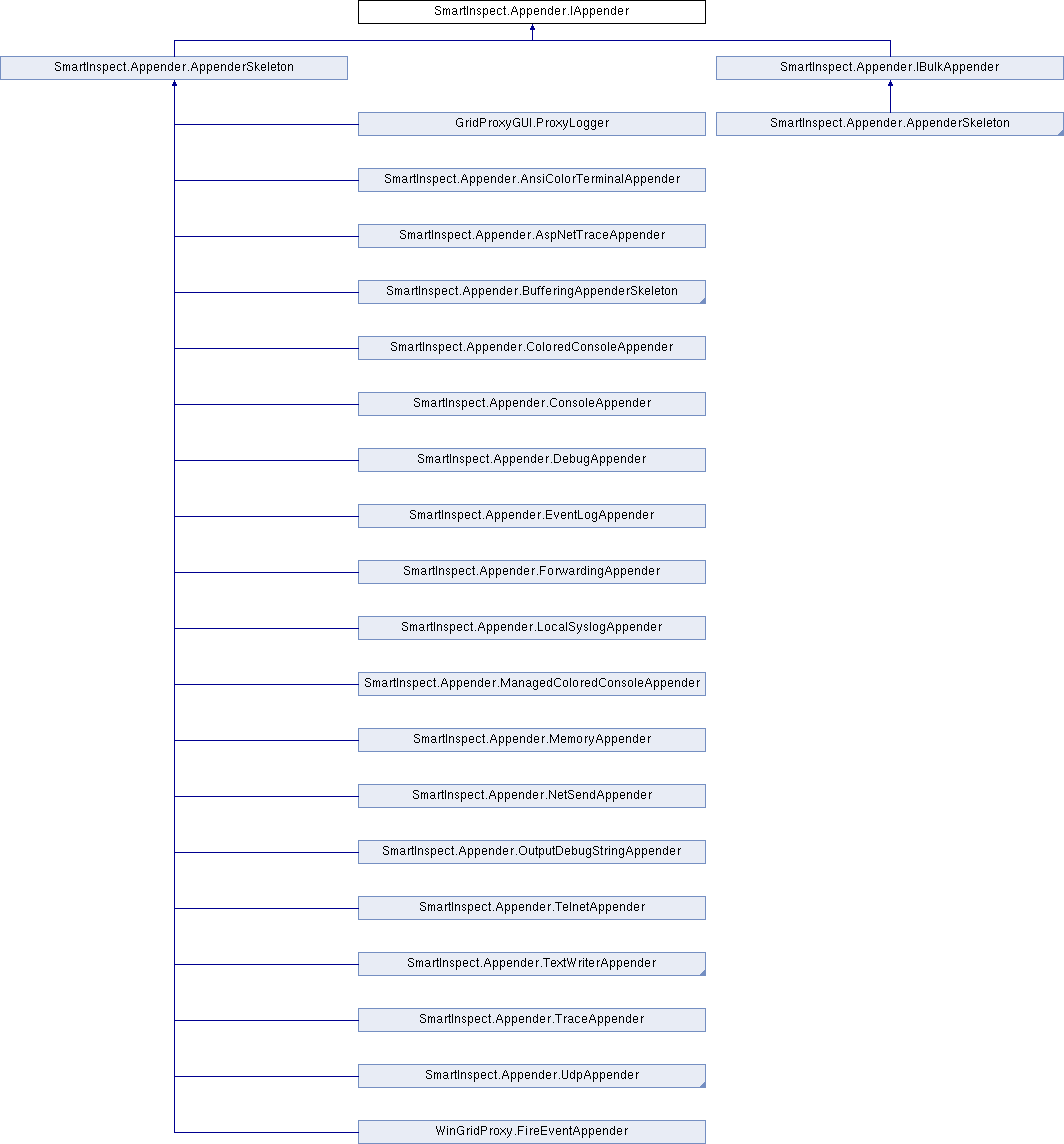 SmartInspect.Appender.IAppender
SmartInspect.Appender.AppenderSkeleton
SmartInspect.Appender.IBulkAppender
GridProxyGUI.ProxyLogger
SmartInspect.Appender.AppenderSkeleton
SmartInspect.Appender.AnsiColorTerminalAppender
SmartInspect.Appender.AspNetTraceAppender
SmartInspect.Appender.BufferingAppenderSkeleton
SmartInspect.Appender.ColoredConsoleAppender
SmartInspect.Appender.ConsoleAppender
SmartInspect.Appender.DebugAppender
SmartInspect.Appender.EventLogAppender
SmartInspect.Appender.ForwardingAppender
SmartInspect.Appender.LocalSyslogAppender
SmartInspect.Appender.ManagedColoredConsoleAppender
SmartInspect.Appender.MemoryAppender
SmartInspect.Appender.NetSendAppender
SmartInspect.Appender.OutputDebugStringAppender
SmartInspect.Appender.TelnetAppender
SmartInspect.Appender.TextWriterAppender
SmartInspect.Appender.TraceAppender
SmartInspect.Appender.UdpAppender
WinGridProxy.FireEventAppender